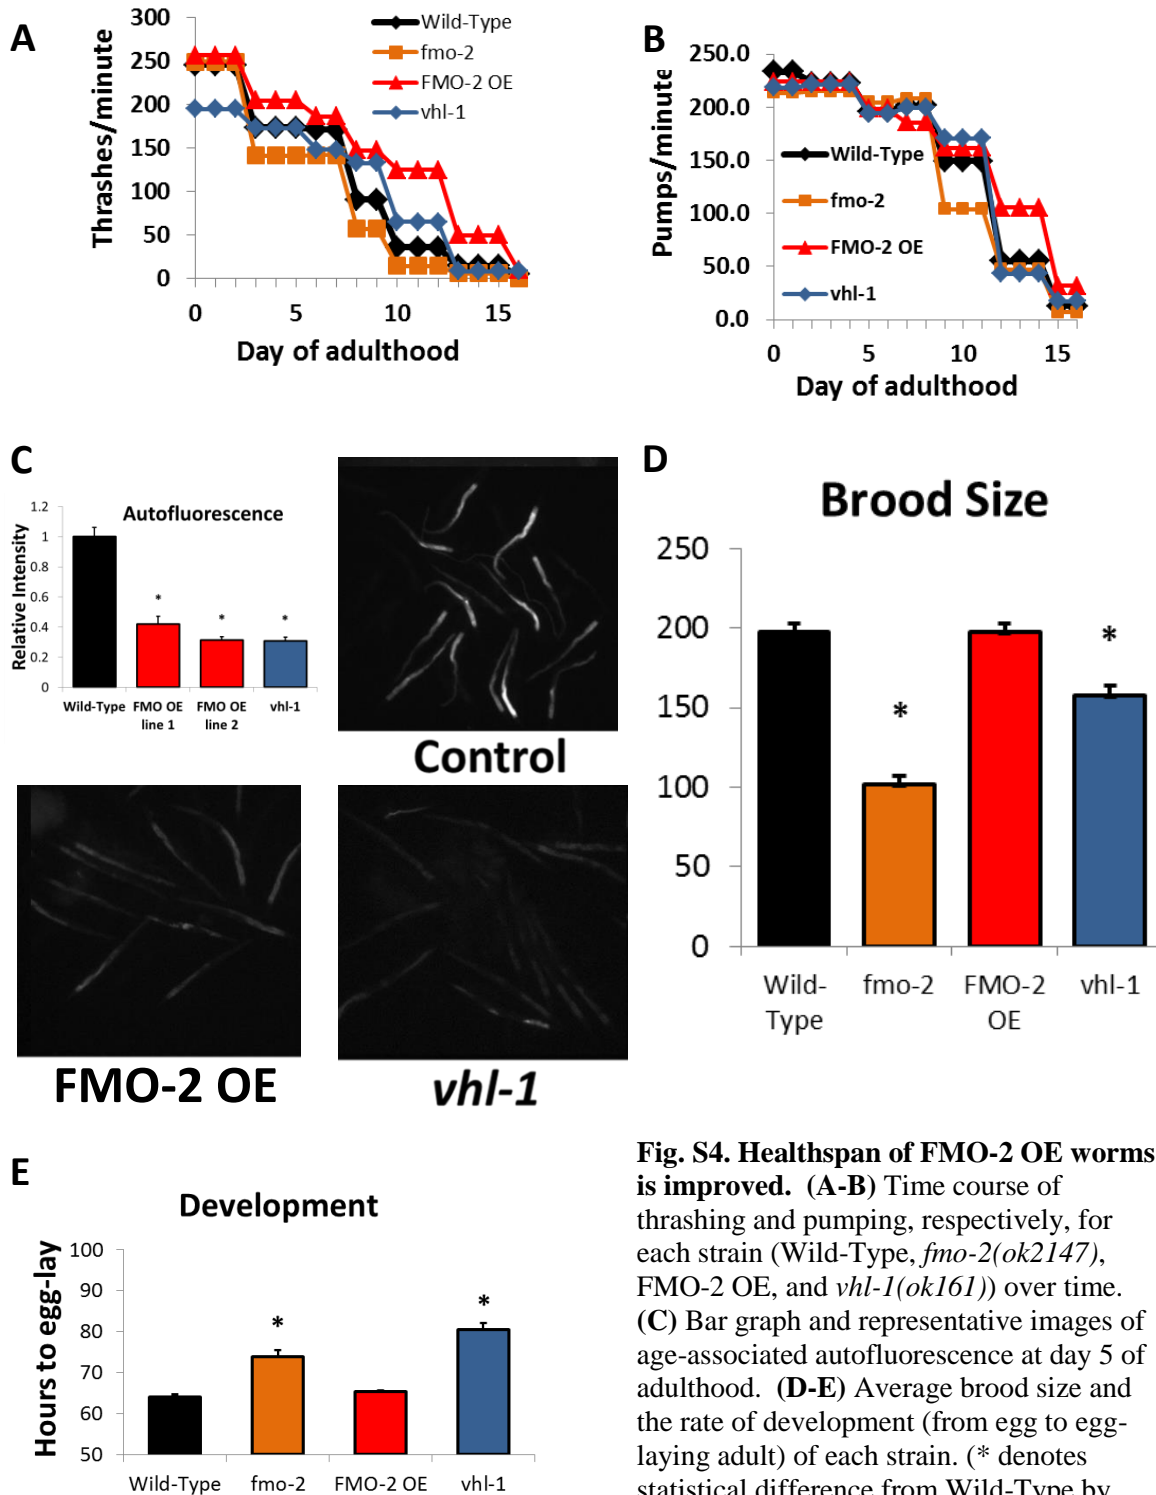 A
300
250
200
150
100
50
0
Thrashes/minute
Wild-Type
fmo-2
FMO-2 OE
vhl-1
0 5 10 15
Day of adulthood
B
250.0
200.0
150.0
100.0
50.0
0.0
Pumps/minute
Wild-Type
fmo-2
FMO-2 OE
vhl-1
0 5 10 15
Day of adulthood
C
Autofluorescence
1.2
1
0.8
0.6
0.4
0.2
0
Relative Intensity
* * *
Wild-Type FMO OE line 1 FMO OE line 2 vhl-1
Control
FMO-2 OE
vhl-1
D
Brood Size
250
200
150
100
50
0
* *
Wild-Type fmo-2 FMO-2 OE vhl-1
E
Development
100
90
80
70
60
50
Hours to egg-lay
* *
Wild-Type fmo-2 FMO-2 OE vhl-1
Fig. S4. Healthspan of FMO-2 OE worms
is improved. (A-B) Time course of
thrashing and pumping, respectively, for
each strain (Wild-Type, fmo-2(ok2147),
FMO-2 OE, and vhl-1(ok161)) over time.
(C) Bar graph and representative images of
age-associated autofluorescence at day 5 of
adulthood. (D-E) Average brood size and
the rate of development (from egg to egg-
laying adult) of each strain. (* denotes
statistical difference from Wild-Type by